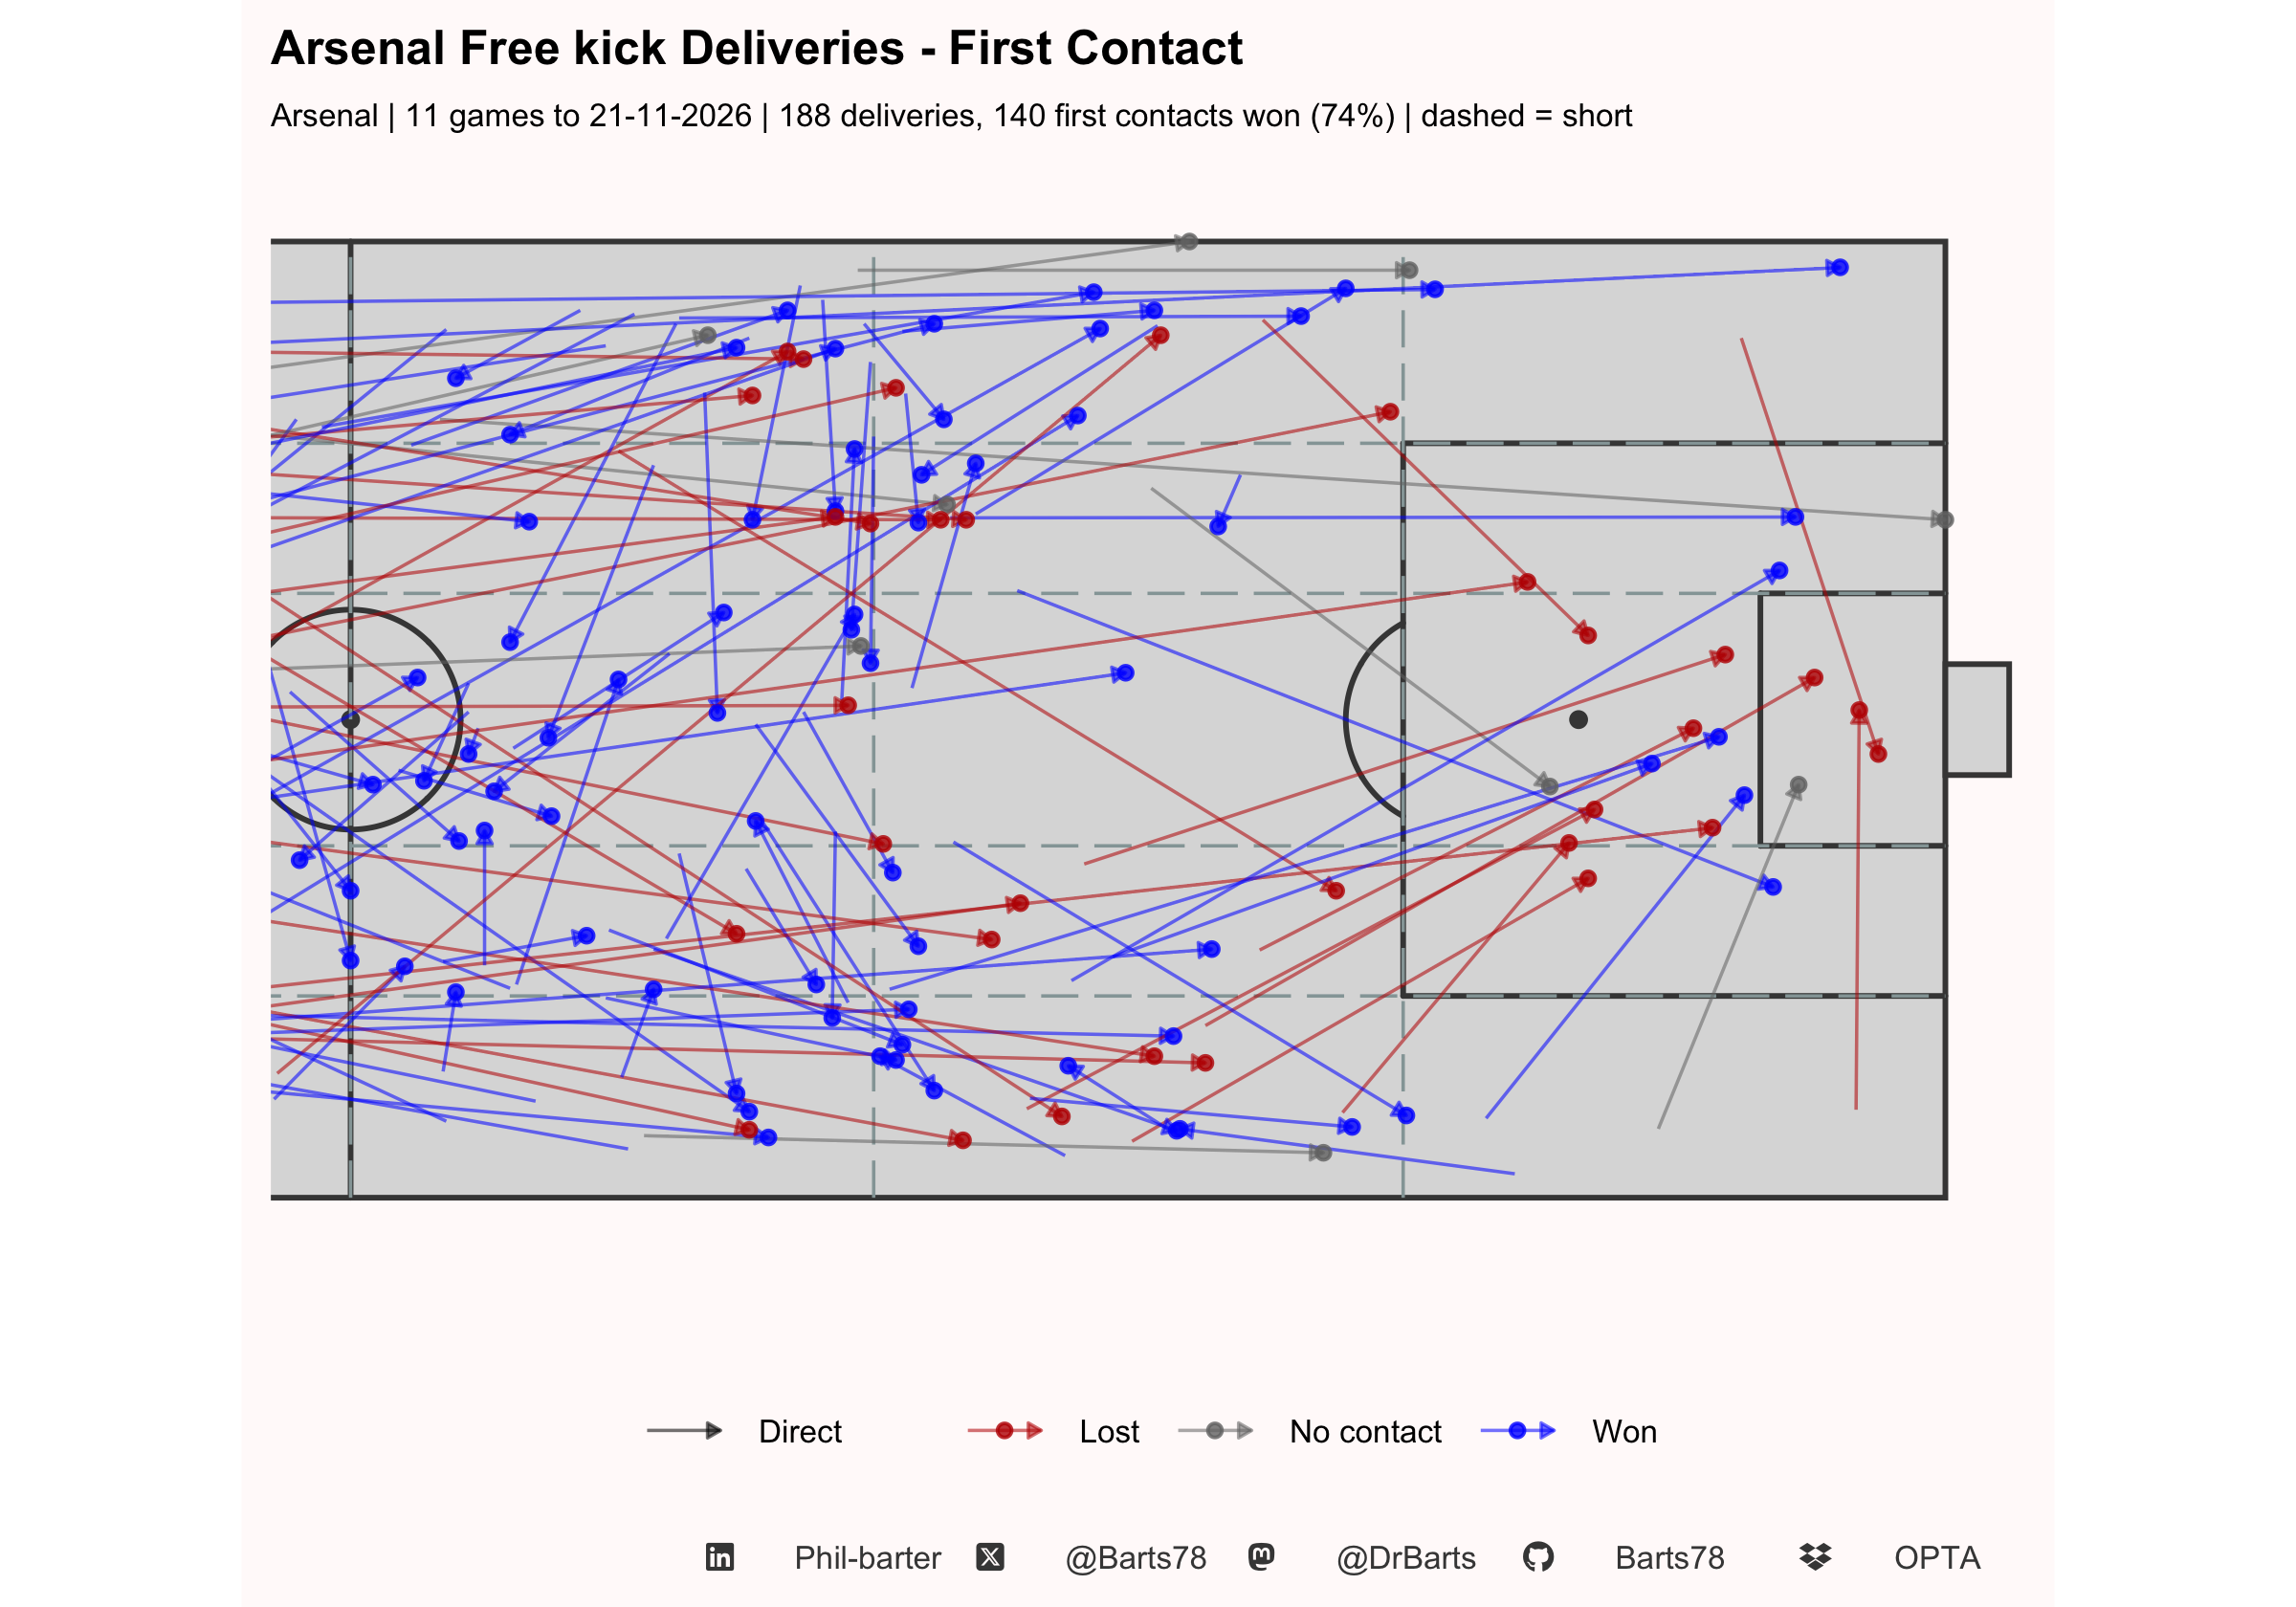 Arsenal Free kick Deliveries - First Contact
Arsenal | 11 games to 21-11-2026 | 188 deliveries, 140 first contacts won (74%) | dashed = short
Direct Lost No contact Won
Phil-barter @Barts78 @DrBarts Barts78 OPTA